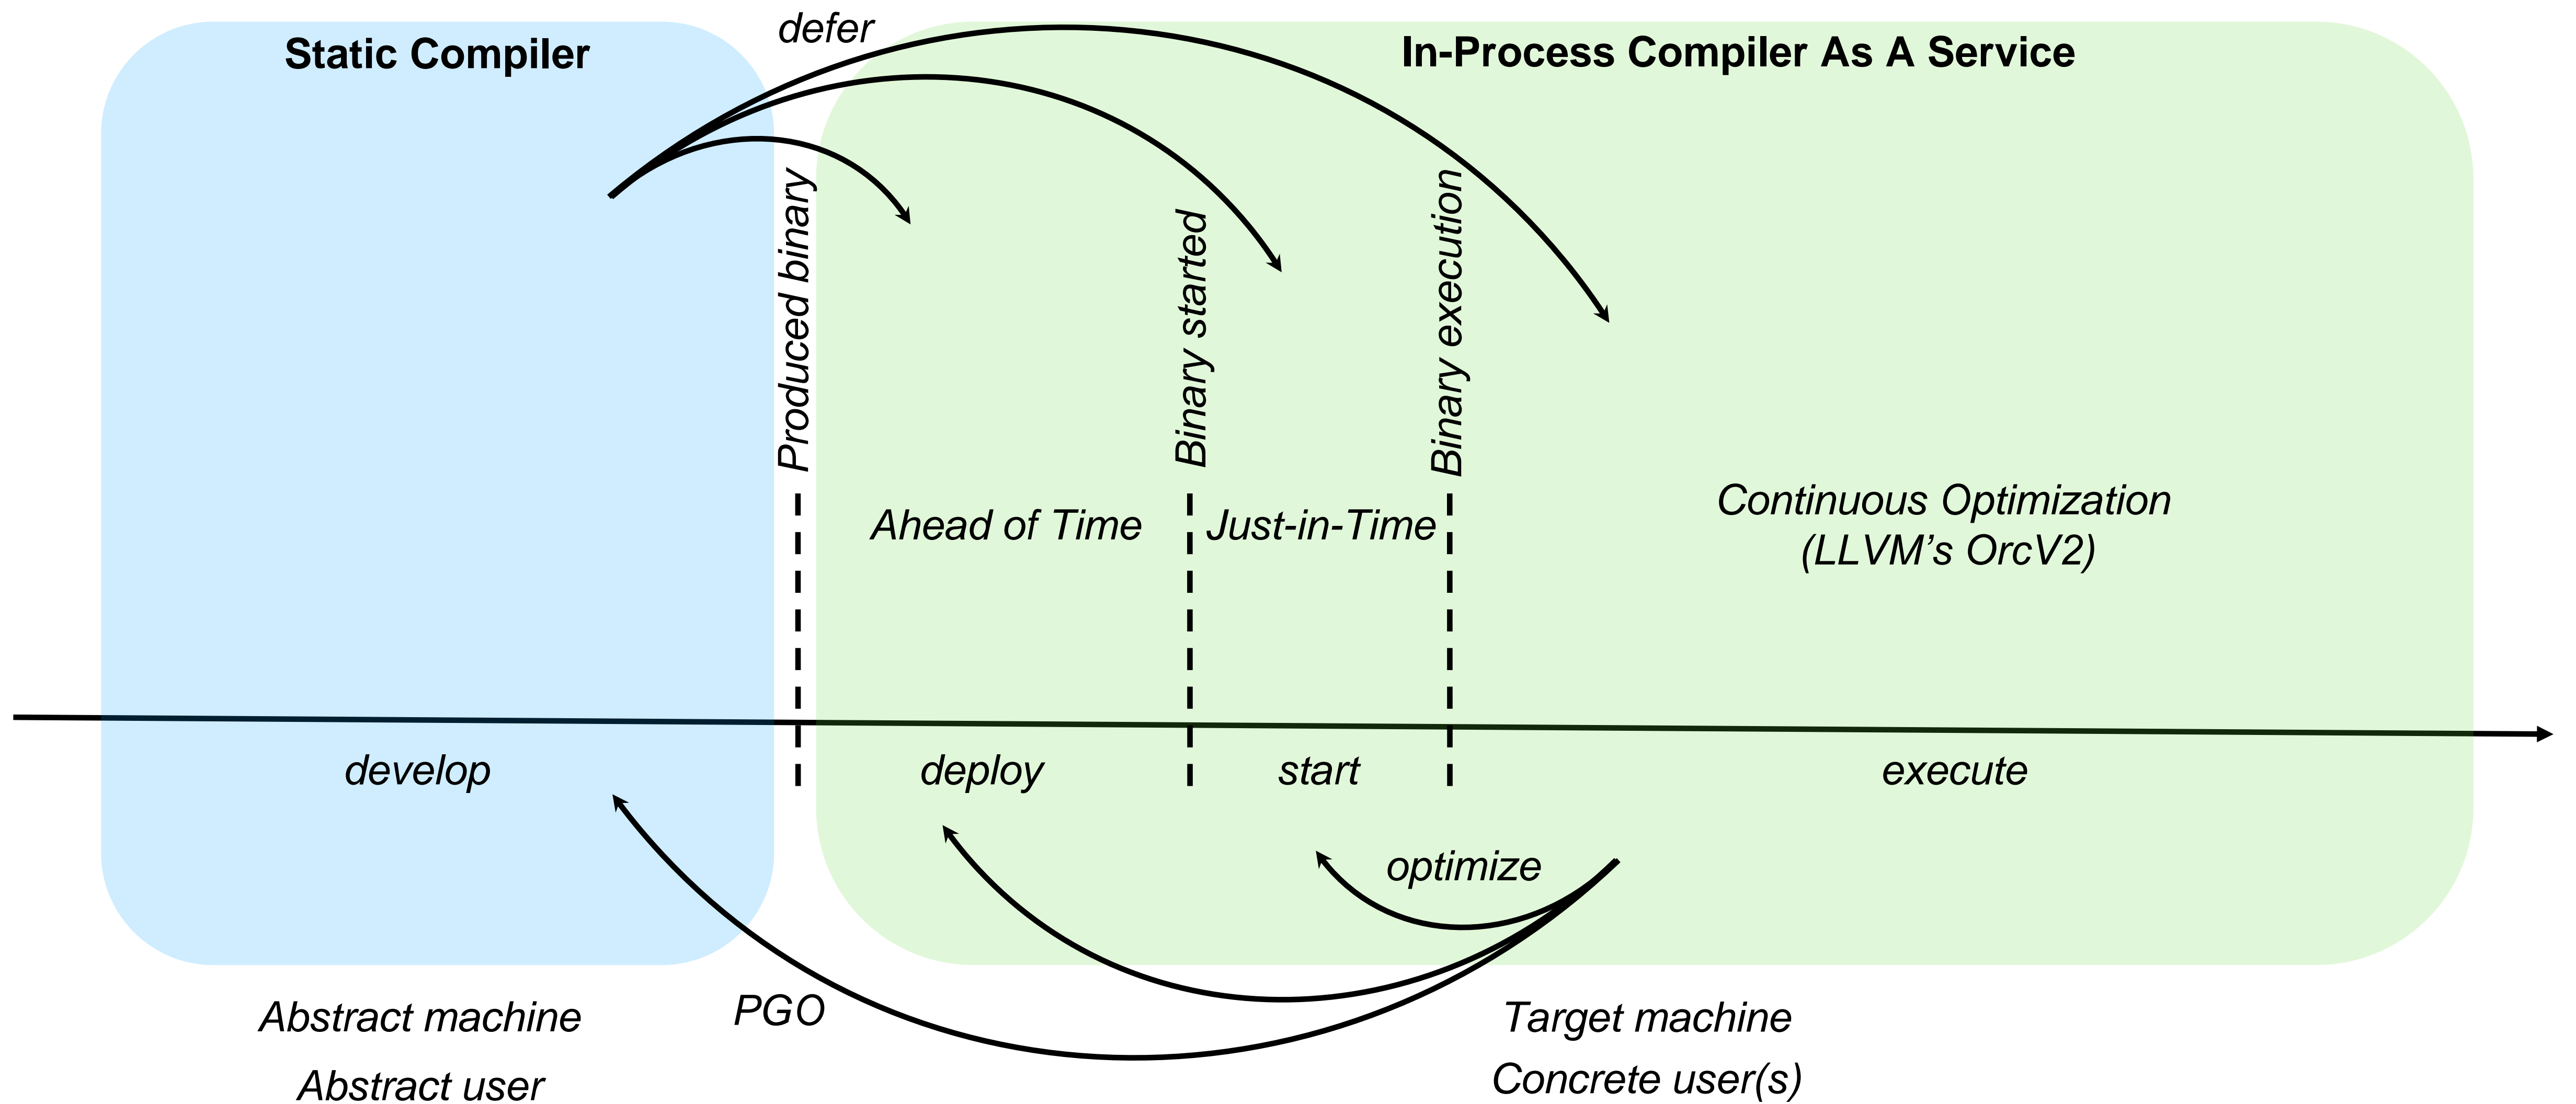 defer
Static Compiler
In-Process Compiler As A Service
Produced binary
Binary started
Binary execution
Ahead of Time
Just-in-Time
Continuous Optimization
(LLVM’s OrcV2)
develop
deploy
start
execute
optimize
PGO
Abstract machine
Abstract user
Target machine
Concrete user(s)